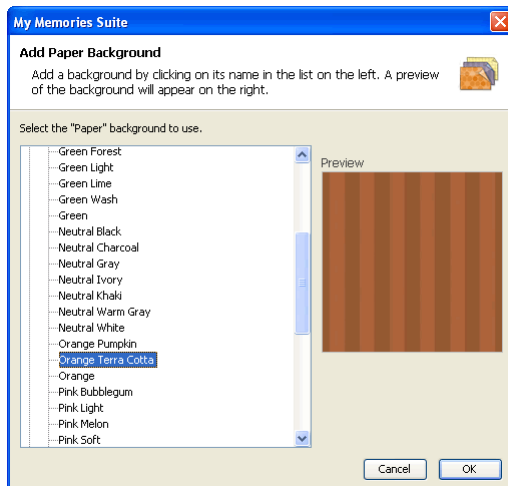 My Memories Suite
Add Paper Background
Add a background by clicking on its name in the list on the left. A preview
of the background will appear on the right.
Select the "Paper" background to use.
Green Forest
Green Light
Green Lime
Green Wash
Green
Neutral Black
Neutral Charcoal
Neutral Gray
Neutral Ivory
Neutral Khaki
Neutral Warm Gray
Neutral White
Orange Pumpkin
Orange Terra Cotta
Orange
Pink Bubblegum
Pink Light
Pink Melon
Pink Soft
Preview
Cancel
OK